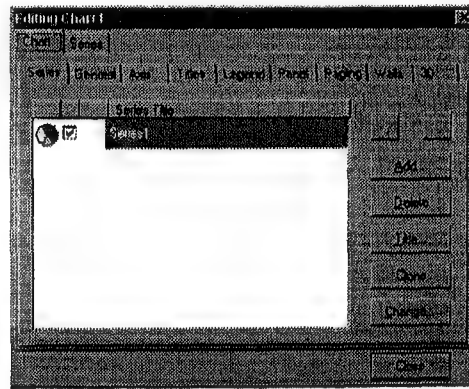 Editing Chart1
Chart Series
Series General Axis Titles Legend Panel Paging Walls 3D
Series Title
Series1
Add...
Delete
Title...
Clone
Change...
Close